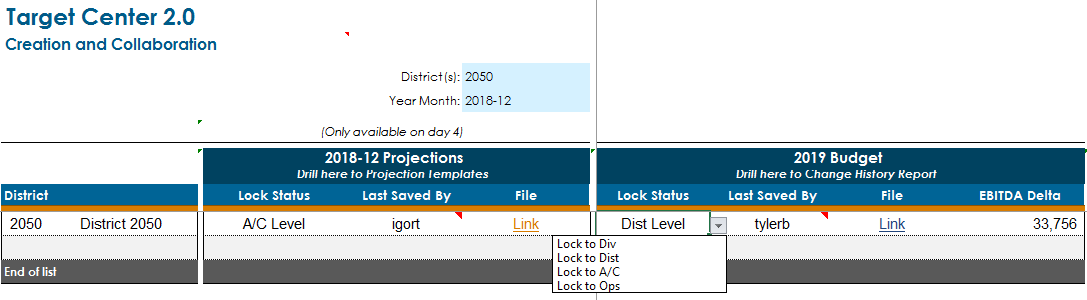 Target Center 2.0
Creation and Collaboration
District(s): 2050
Year Month: 2018-12
(Only available on day 4)
2018-12 Projections 2019 Budget
Drill here to Projection Templates Drill here to Change History Report
District Lock Status Last Saved By File Lock Status Last Saved By File EBITDA Delta
2050 District 2050 A/C Level igort Link Dist Level tylerb Link 33,756
Lock to Div
Lock to Dist
End of list Lock to A/C
Lock to Ops